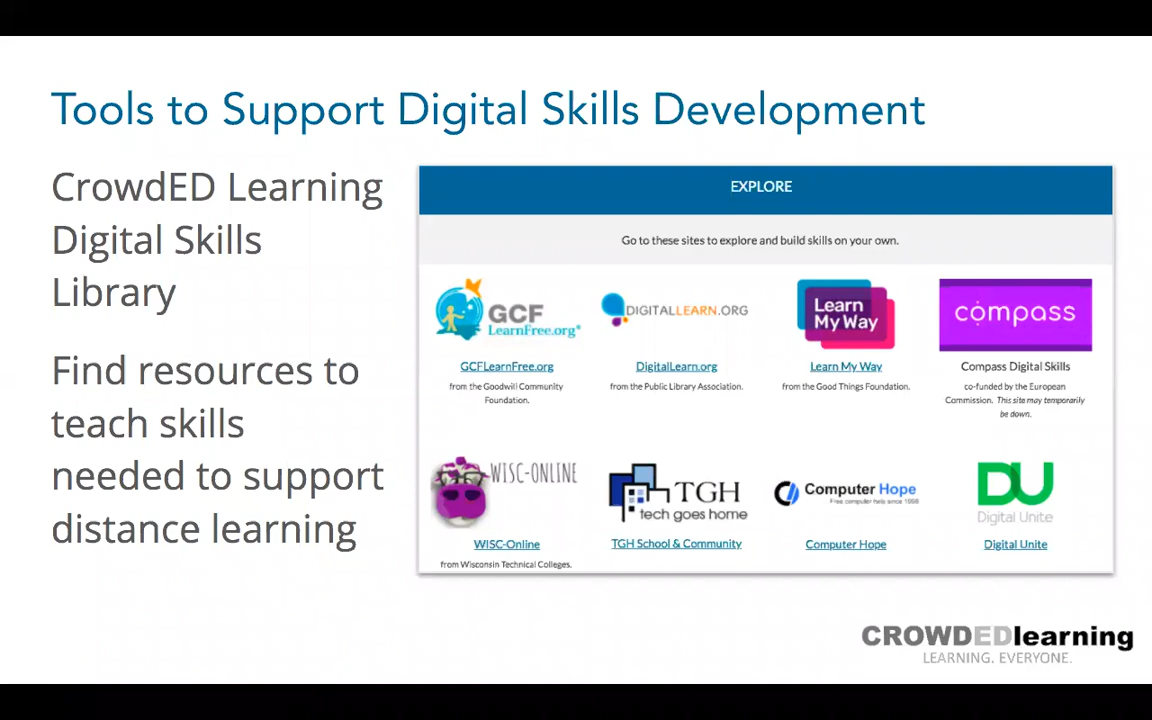 Tools to Support Digital Skills Development
CrowdED Learning
Digital Skills
Library
Find resources to
teach skills
needed to support
distance learning
EXPLORE
Go to these sites to explore and build skills on your own.
GCF
LearnFree.org®
GCFLearnFree.org
from the Goodwill Community
Foundation.
DIGITALLEARN.ORG
DigitalLearn.org
from the Public Library Association.
Learn
My Way
Learn My Way
from the Good Things Foundation.
compass
Compass Digital Skills
co-funded by the European
Commission. This site may temporarily
be down.
WISC-ONLINE
WISC-Online
from Wisconsin Technical Colleges.
TGH
tech goes home
TGH School & Community
Computer Hope
Free computer help since 1998
Computer Hope
DU
Digital Unite
Digital Unite
CROWDEDlearning
LEARNING. EVERYONE.